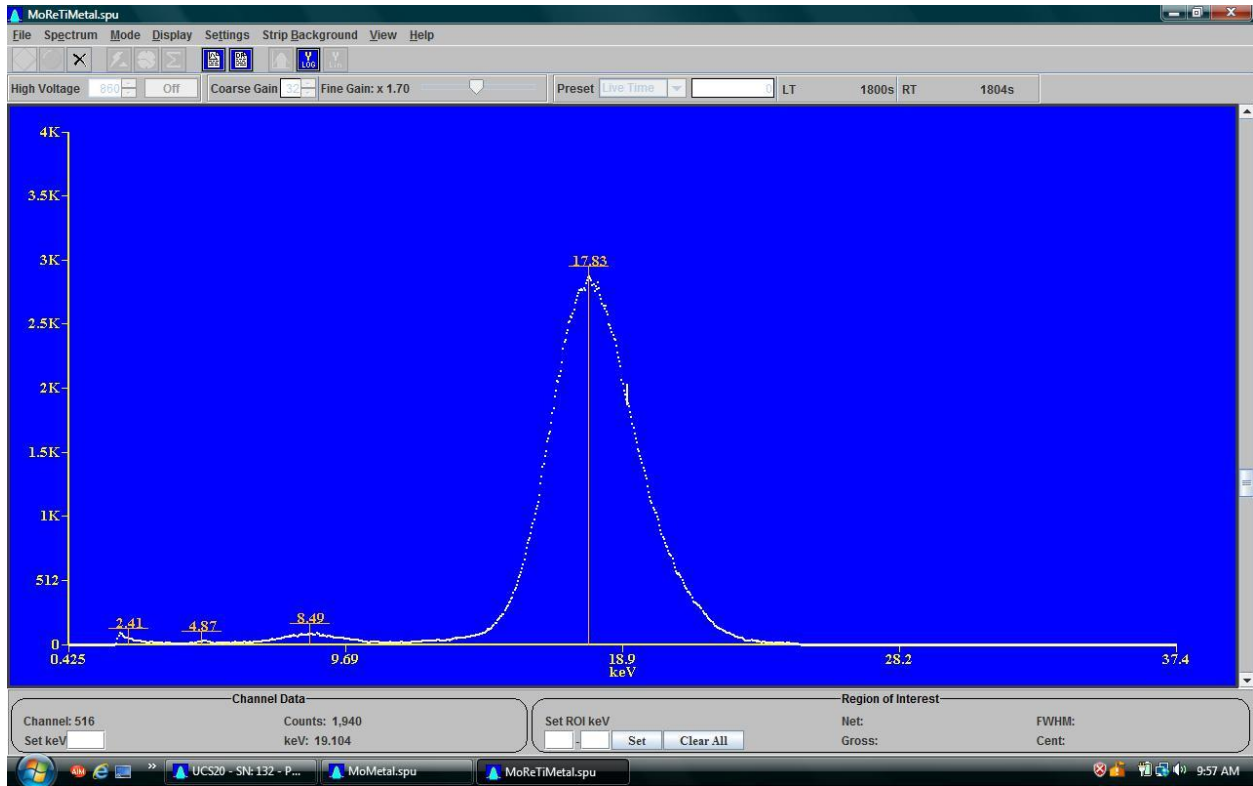 MoReTiMetal.spu
File Spectrum Mode Display Settings Strip Background View Help
Y LOG
High Voltage 860 Off Coarse Gain 32 Fine Gain: x 1.70 Preset Live Time 0 LT 1800s RT 1804s
4K
3.5K
3K
17.83
2.5K
2K
1.5K
1K
512
2.41 4.87 8.49
0
0.425 9.69 18.9 28.2 37.4
keV
Channel Data Region of Interest
Channel: 516 Counts: 1,940 Set ROI keV Net: FWHM:
Set keV keV: 19.104 - Set Clear All Gross: Cent:
» UCS20 - SN: 132 - P... MoMetal.spu MoReTiMetal.spu 9:57 AM